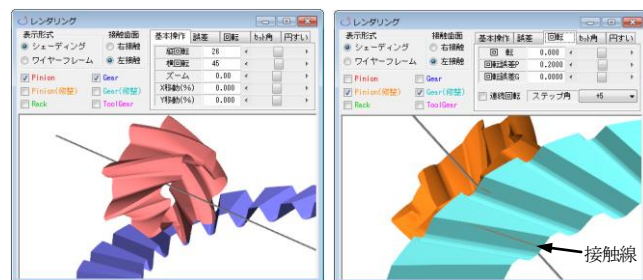 レンダリング
表示形式
シェーディング
ワイヤーフレーム
接触歯面
右接触
左接触
Pinion
Gear
Pinion(修整)
Gear(修整)
Rack
ToolGear
基本操作 誤差 回転 セット角 円すい
縦回転 26
横回転 45
ズーム 0.00
X移動(%) 0.000
Y移動(%) 0.000
レンダリング
表示形式
シェーディング
ワイヤーフレーム
接触歯面
右接触
左接触
Pinion
Gear
Pinion(修整)
Gear(修整)
Rack
ToolGear
基本操作 誤差 回転 セット角 円すい
回 転 0.000
回転誤差P 0.2000
回転誤差G 0.0000
連続回転 ステップ角 +5
接触線